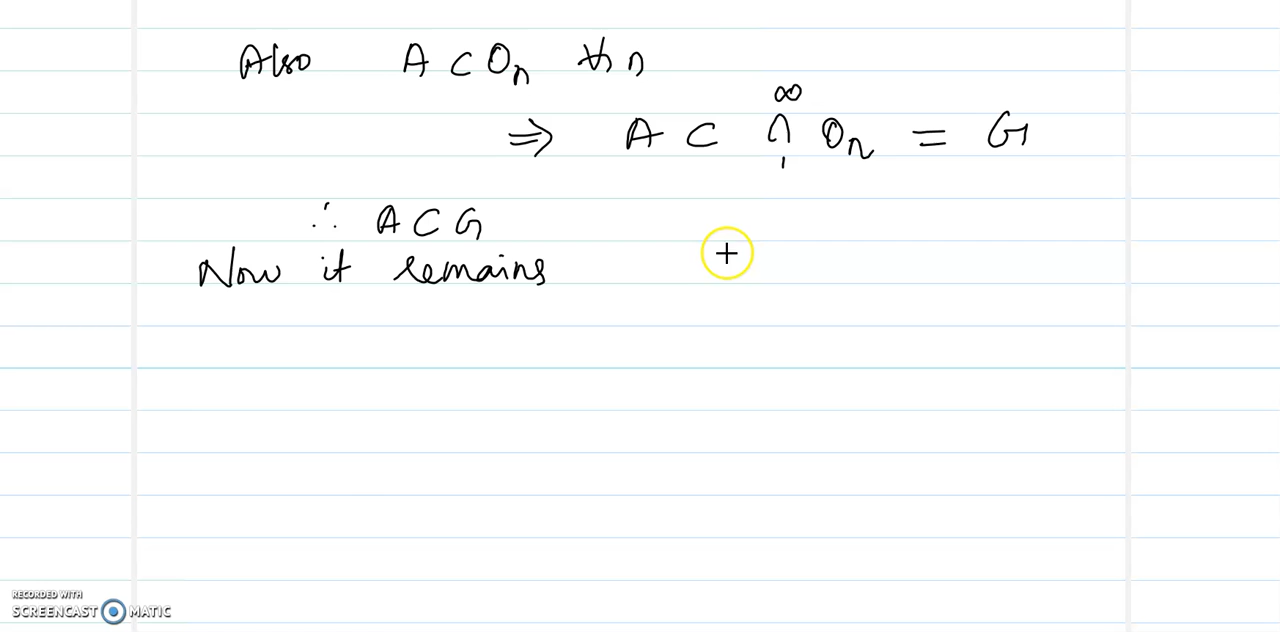 Also A ⊂ Oₙ ∀ n
⇒ A ⊂ ∞ ∩ 1 Oₙ = G
∴ A ⊂ G
Now it remains
RECORDED WITH
SCREENCAST MATIC